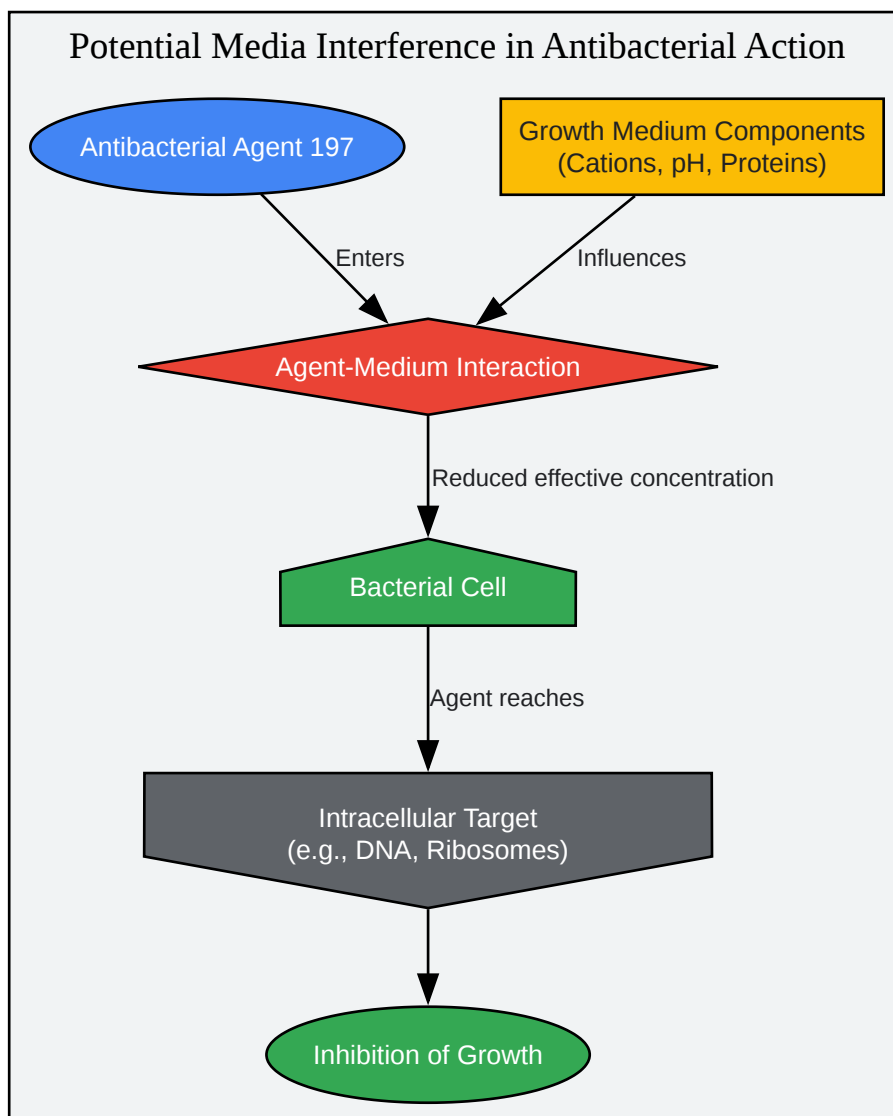 Potential Media Interference in Antibacterial Action
Antibacterial Agent 197
Growth Medium Components
(Cations, pH, Proteins)
Enters
Influences
Agent-Medium Interaction
Reduced effective concentration
Bacterial Cell
Agent reaches
Intracellular Target
(e.g., DNA, Ribosomes)
Inhibition of Growth